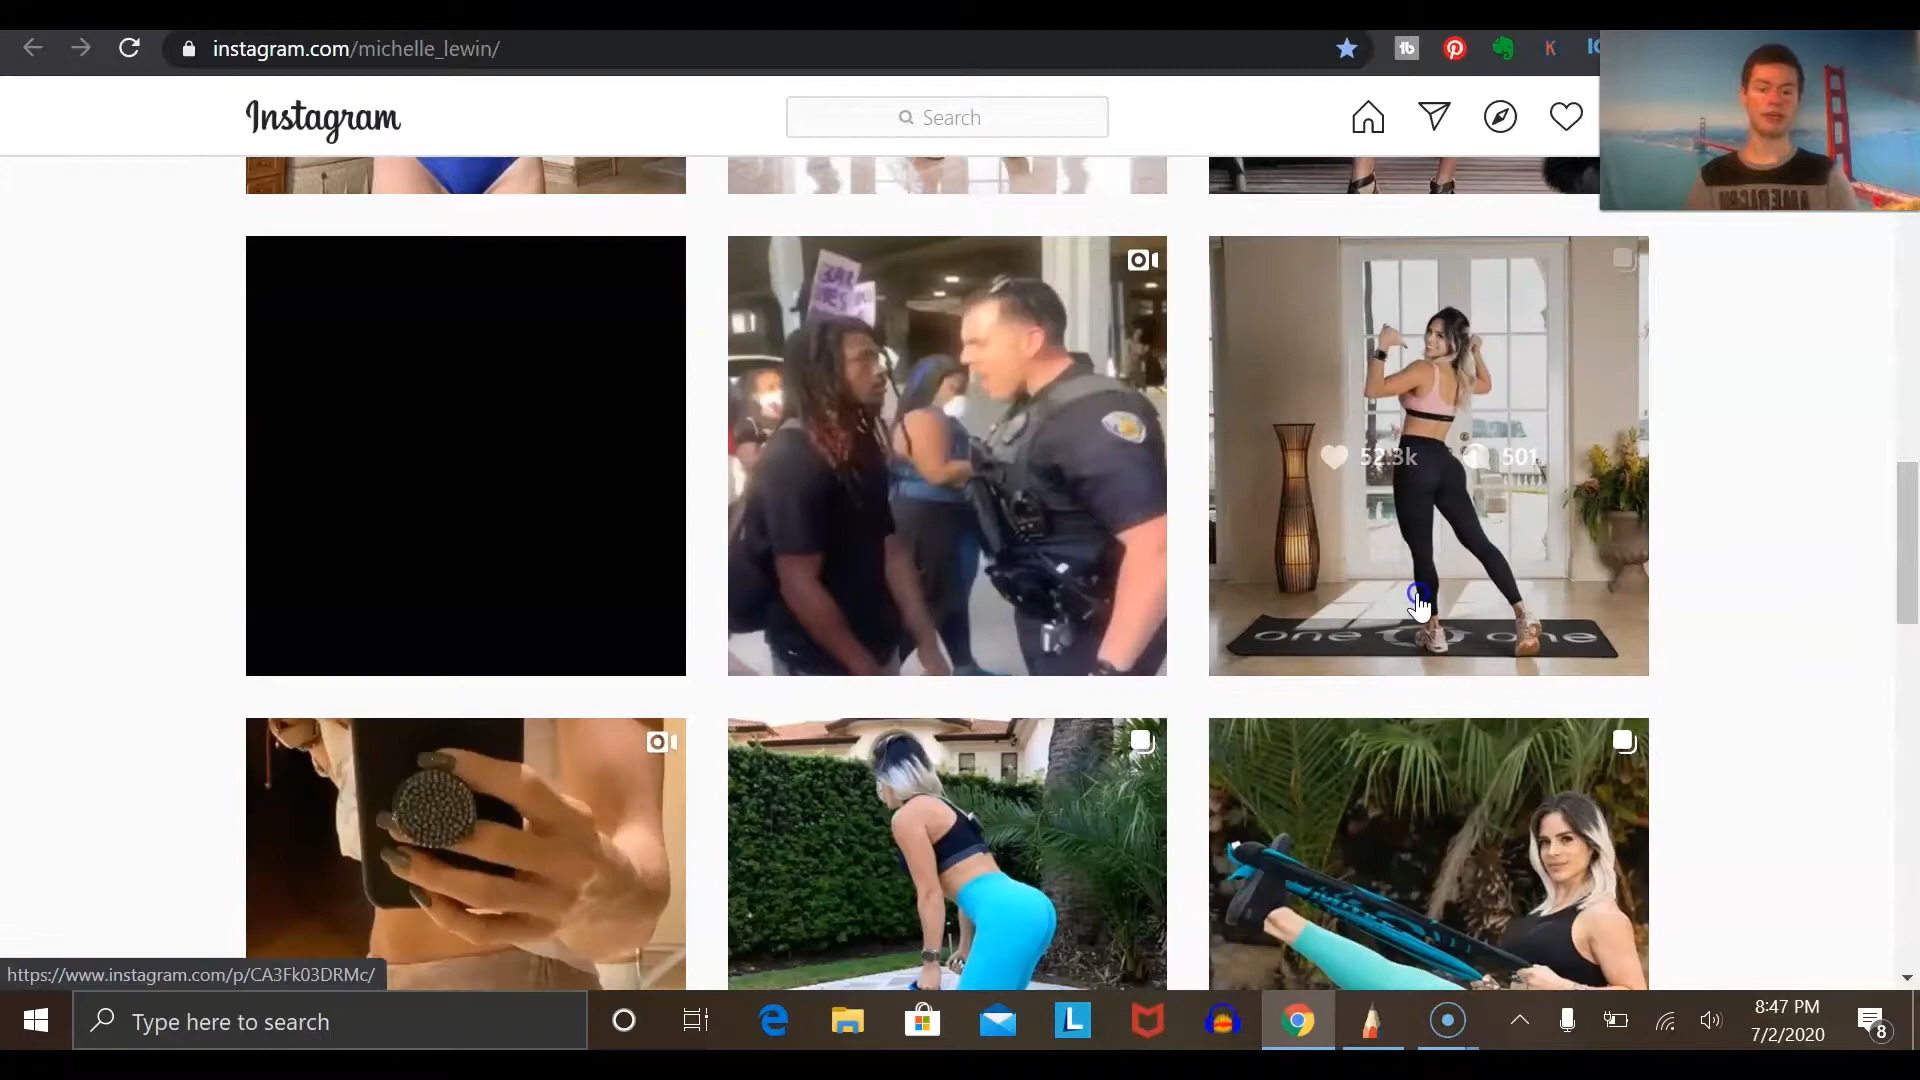 instagram.com/michelle_lewin/
Instagram
Search
52.3k 501
one one
https://www.instagram.com/p/CA3Fk03DRMc/
Type here to search
8:47 PM
7/2/2020
8